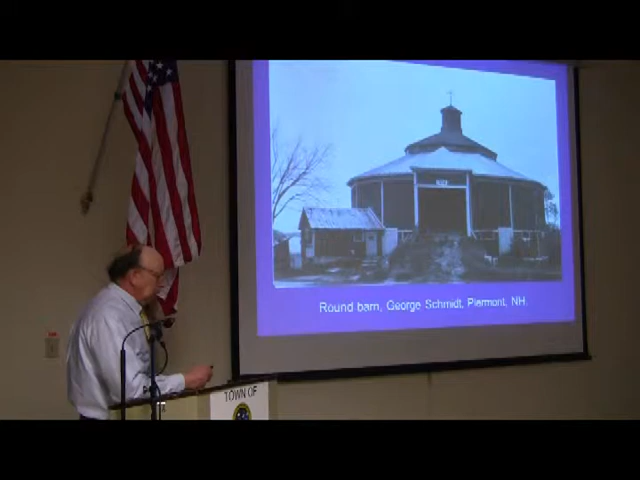 Round barn, George Schmidt, Piermont, NH.
TOWN OF